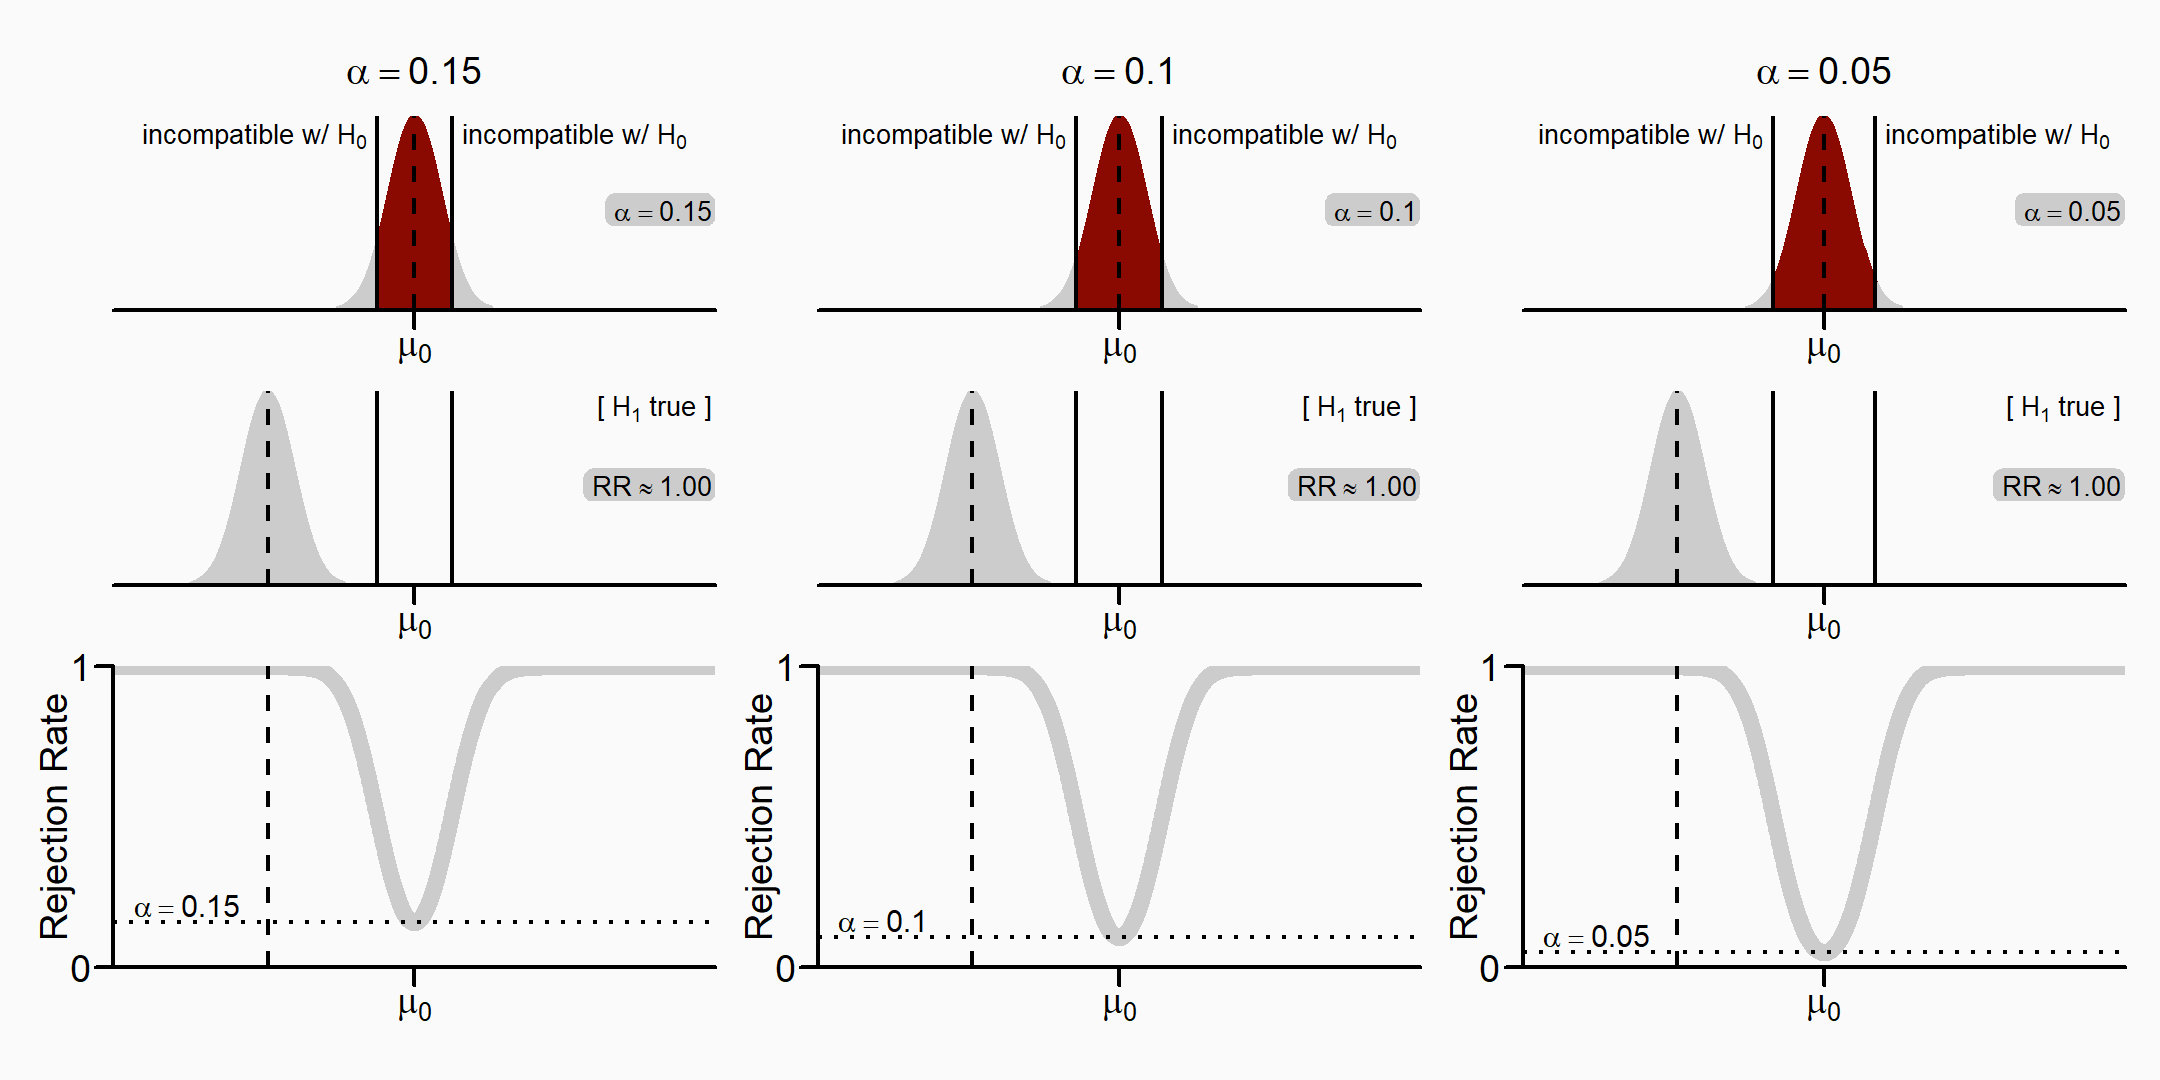 α = 0.15
incompatible w/ H₀
incompatible w/ H₀
α = 0.15
μ₀
[ H₁ true ]
RR ≈ 1.00
μ₀
1
Rejection Rate
α = 0.15
0
μ₀
α = 0.1
incompatible w/ H₀
incompatible w/ H₀
α = 0.1
μ₀
[ H₁ true ]
RR ≈ 1.00
μ₀
1
Rejection Rate
α = 0.1
0
μ₀
α = 0.05
incompatible w/ H₀
incompatible w/ H₀
α = 0.05
μ₀
[ H₁ true ]
RR ≈ 1.00
μ₀
1
Rejection Rate
α = 0.05
0
μ₀